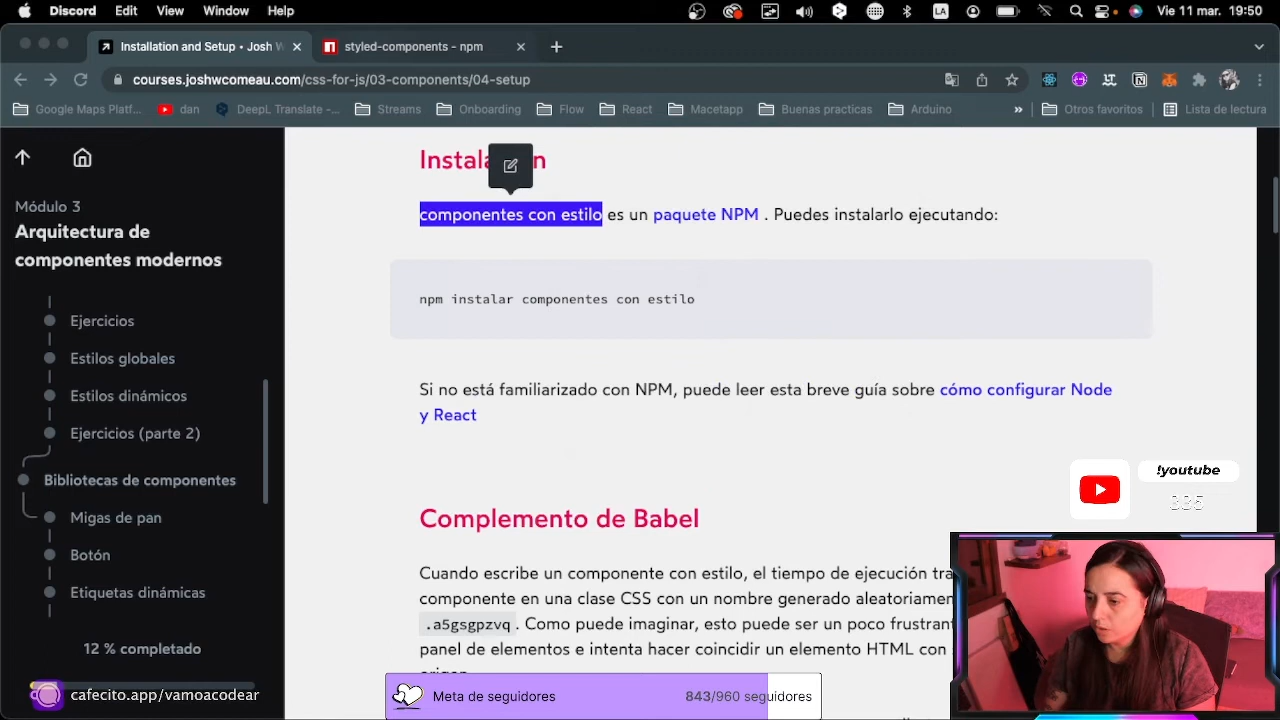 Discord Edit View Window Help
LA
Vie 11 mar. 19:50
Installation and Setup • Josh W
styled-components - npm
courses.joshwcomeau.com/css-for-js/03-components/04-setup
Google Maps Platf...
dan
DeepL Translate -...
Streams
Onboarding
Flow
React
Macetapp
Buenas practicas
Arduino
»
Otros favoritos
Lista de lectura
Módulo 3
Arquitectura de
componentes modernos
Ejercicios
Estilos globales
Estilos dinámicos
Ejercicios (parte 2)
Bibliotecas de componentes
Migas de pan
Botón
Etiquetas dinámicas
12 % completado
cafecito.app/vamoacodear
componentes con estilo es un paquete NPM . Puedes instalarlo ejecutando:
npm instalar componentes con estilo
Si no está familiarizado con NPM, puede leer esta breve guía sobre cómo configurar Node
y React
Complemento de Babel
Cuando escribe un componente con estilo, el tiempo de ejecución
componente en una clase CSS con un nombre generado
.a5gsgpzvq. Como puede imaginar, esto puede ser un poco
panel de elementos e intenta hacer coincidir un elemento HTML con
!youtube
Meta de seguidores
843/960 seguidores